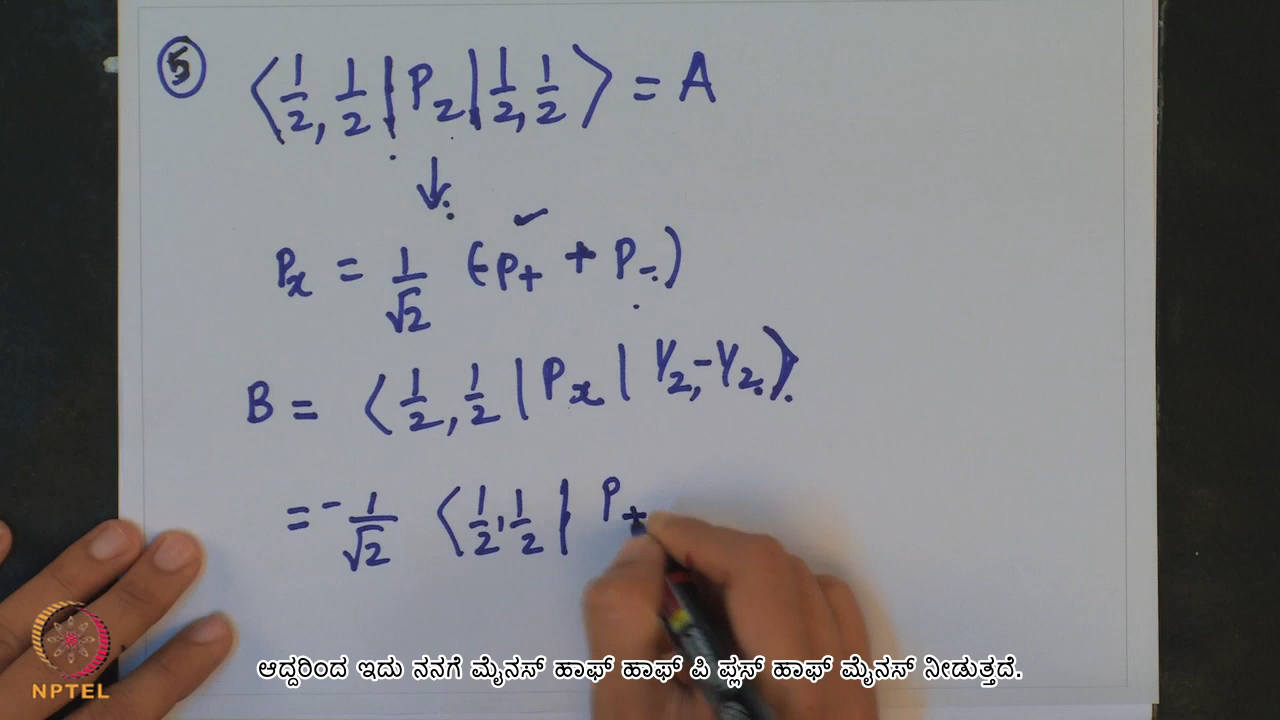 5 ⟨1/2, 1/2 | P_z | 1/2, 1/2⟩ = A
↓
P_x = 1/√2 (-P_+ + P_-)
B = ⟨1/2, 1/2 | P_x | 1/2, -1/2⟩
= -1/√2 ⟨1/2, 1/2 | P_+
ಆದ್ದರಿಂದ ಇದು ನನಗೆ ಮೈನಸ್ ಹಾಫ್ ಹಾಫ್ ಪಿ ಪ್ಲಸ್ ಹಾಫ್ ಮೈನಸ್ ನೀಡುತ್ತದೆ.
NPTEL